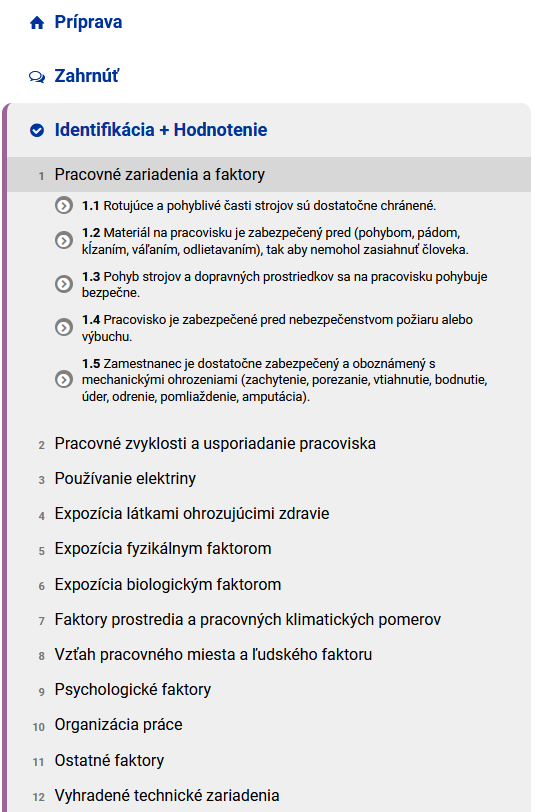 Príprava
Zahrnúť
Identifikácia + Hodnotenie
1 Pracovné zariadenia a faktory
1.1 Rotujúce a pohyblivé časti strojov sú dostatočne chránené.
1.2 Materiál na pracovisku je zabezpečený pred (pohybom, pádom,
kĺzaním, váľaním, odlietavaním), tak aby nemohol zasiahnuť človeka.
1.3 Pohyb strojov a dopravných prostriedkov sa na pracovisku pohybuje
bezpečne.
1.4 Pracovisko je zabezpečené pred nebezpečenstvom požiaru alebo
výbuchu.
1.5 Zamestnanec je dostatočne zabezpečený a oboznámený s
mechanickými ohrozeniami (zachytenie, porezanie, vtiahnutie, bodnutie,
úder, odrenie, pomliaždenie, amputácia).
2 Pracovné zvyklosti a usporiadanie pracoviska
3 Používanie elektriny
4 Expozícia látkami ohrozujúcimi zdravie
5 Expozícia fyzikálnym faktorom
6 Expozícia biologickým faktorom
7 Faktory prostredia a pracovných klimatických pomerov
8 Vzťah pracovného miesta a ľudského faktoru
9 Psychologické faktory
10 Organizácia práce
11 Ostatné faktory
12 Vyhradené technické zariadenia